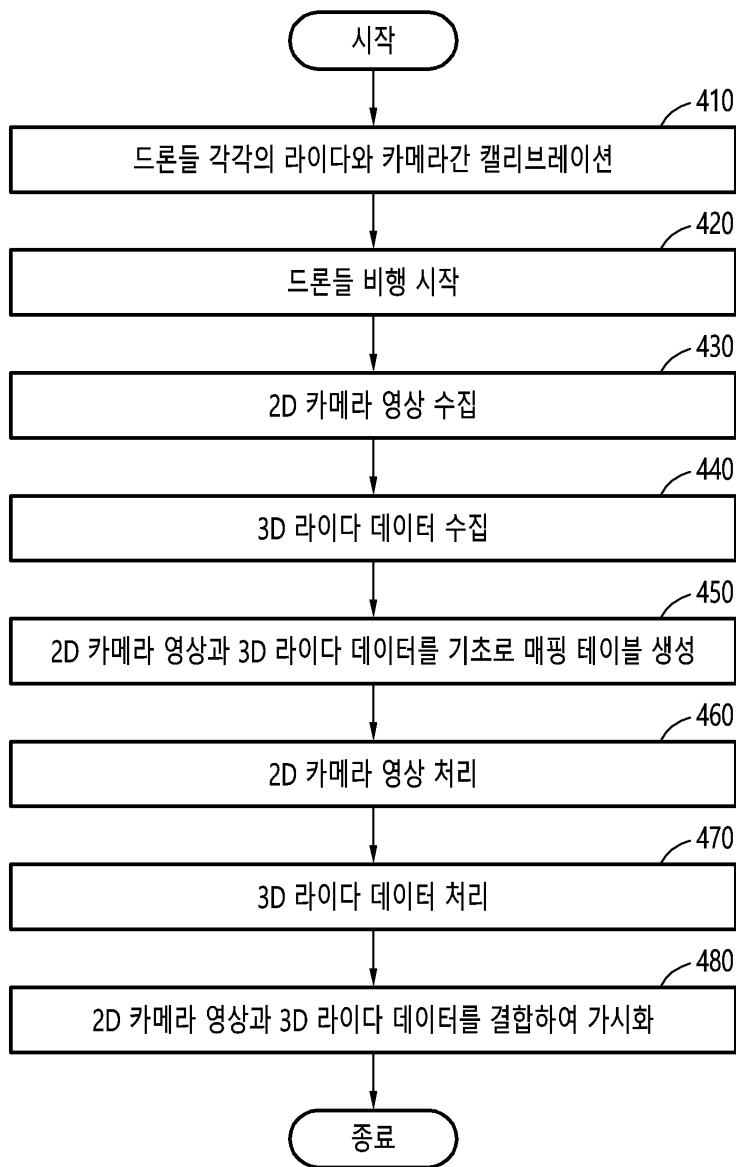 시작
410
드론들 각각의 라이다와 카메라간 캘리브레이션
420
드론들 비행 시작
430
2D 카메라 영상 수집
440
3D 라이다 데이터 수집
450
2D 카메라 영상과 3D 라이다 데이터를 기초로 매핑 테이블 생성
460
2D 카메라 영상 처리
470
3D 라이다 데이터 처리
480
2D 카메라 영상과 3D 라이다 데이터를 결합하여 가시화
종료